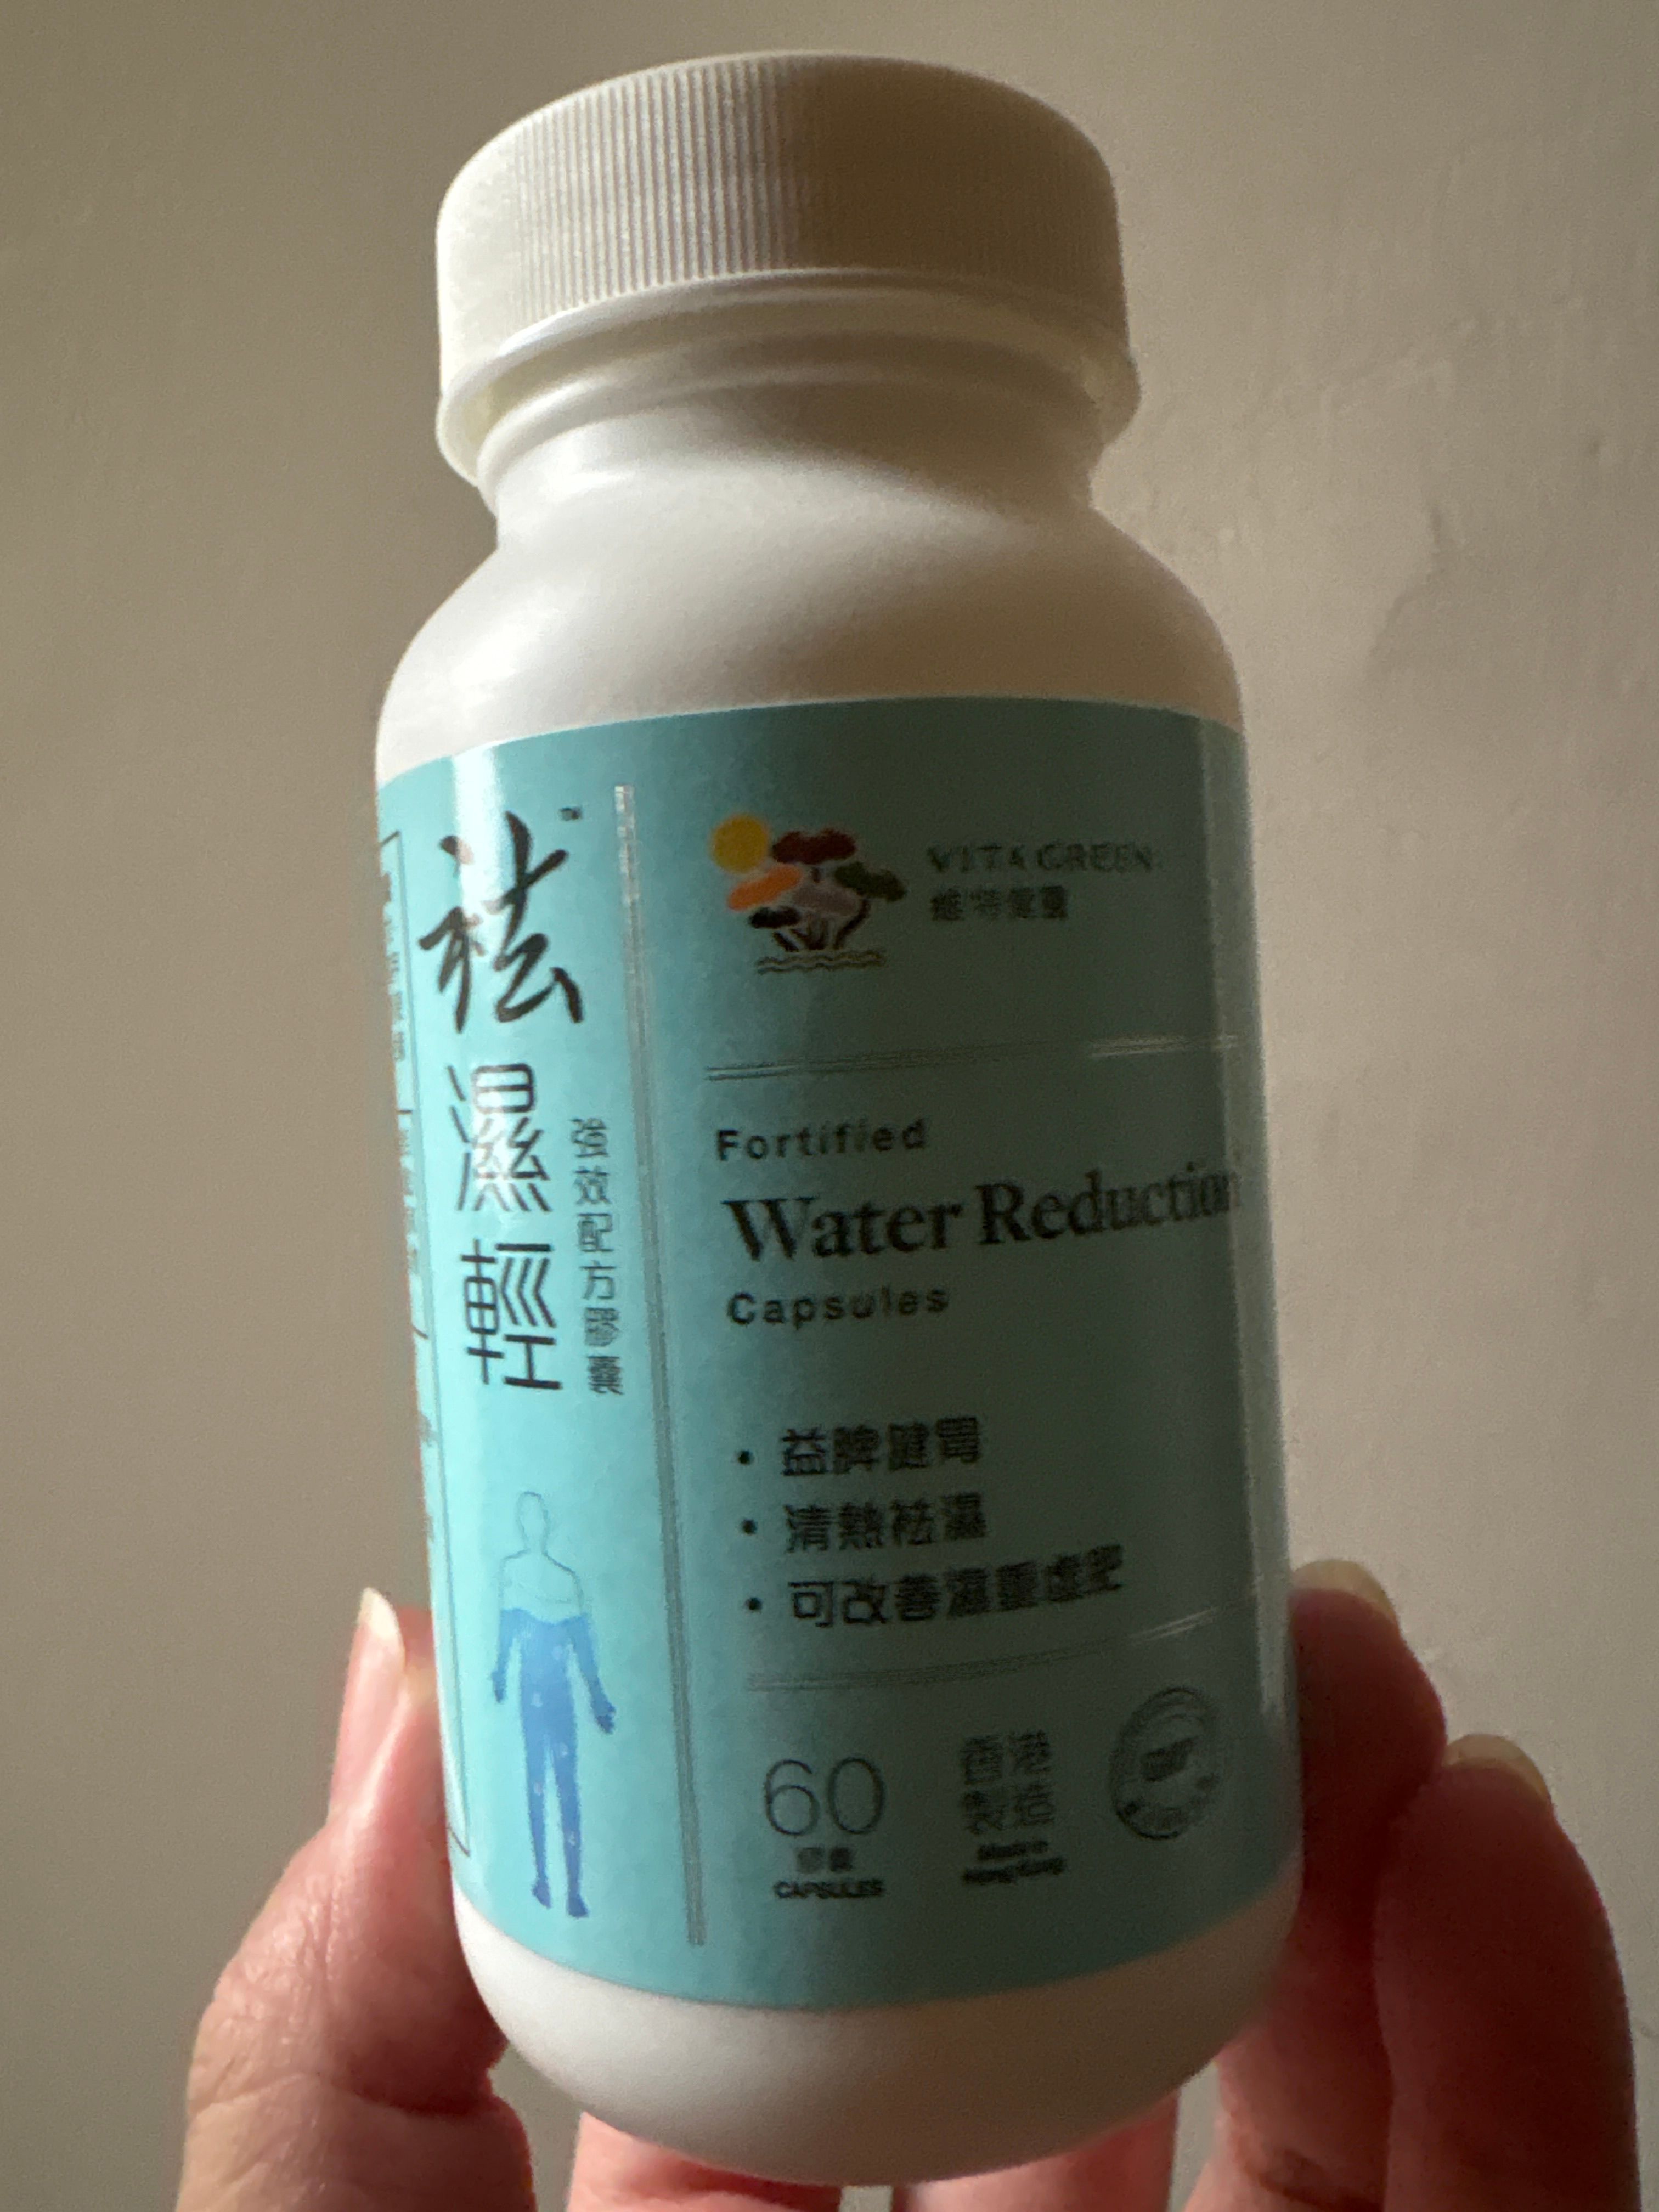 祛
™
濕
輕
強效配方膠囊
VITA GREEN
維特健靈
Fortified
Water Reduction
Capsules
• 益脾健胃
• 清熱祛濕
• 可改善濕重虛肥
60
膠囊
CAPSULES
香港
製造
Made in
Hong Kong
GMP